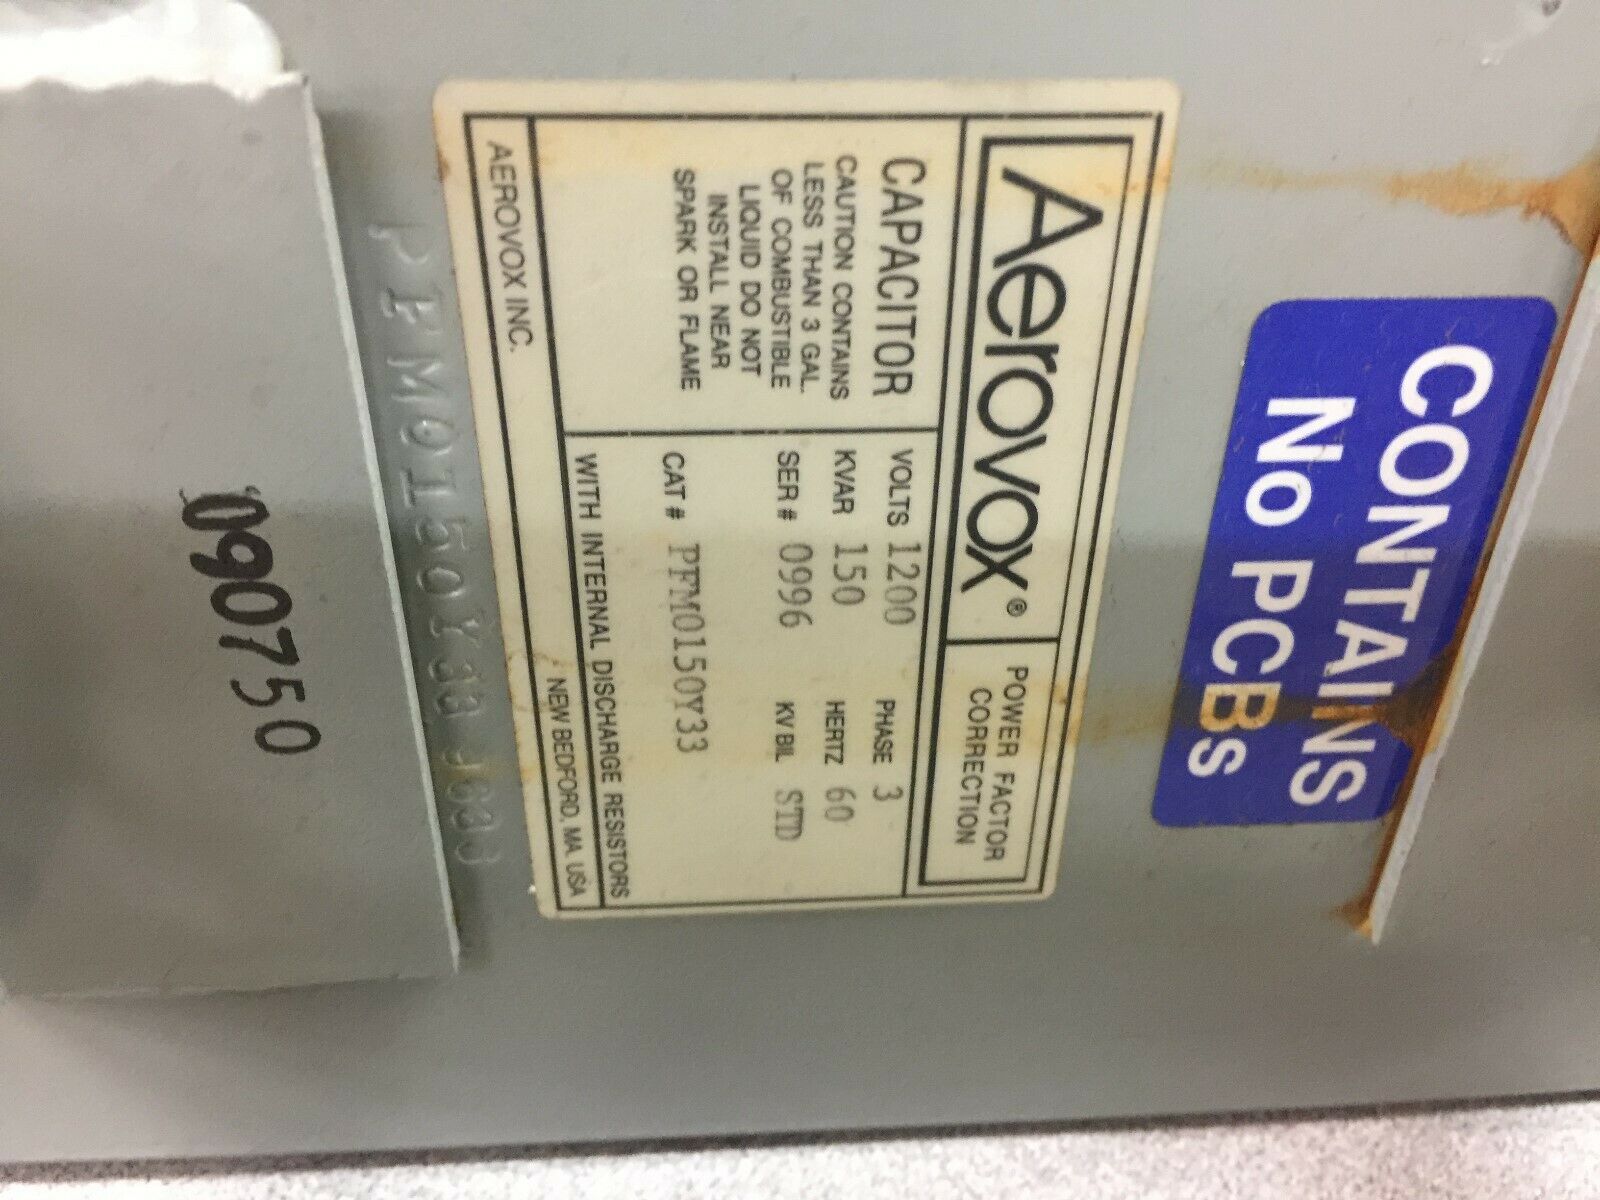 CONTAINS
No PCBs
Aerovox®
POWER FACTOR
CORRECTION
CAPACITOR
CAUTION CONTAINS
LESS THAN 3 GAL.
OF COMBUSTIBLE
LIQUID DO NOT
INSTALL NEAR
SPARK OR FLAME
VOLTS 1200 PHASE 3
KVAR 150 HERTZ 60
SER # 0996 KV BIL STD
CAT # PFM0150Y33
WITH INTERNAL DISCHARGE RESISTORS
AEROVOX INC. NEW BEDFORD, MA. USA
PFM0150Y33
090750